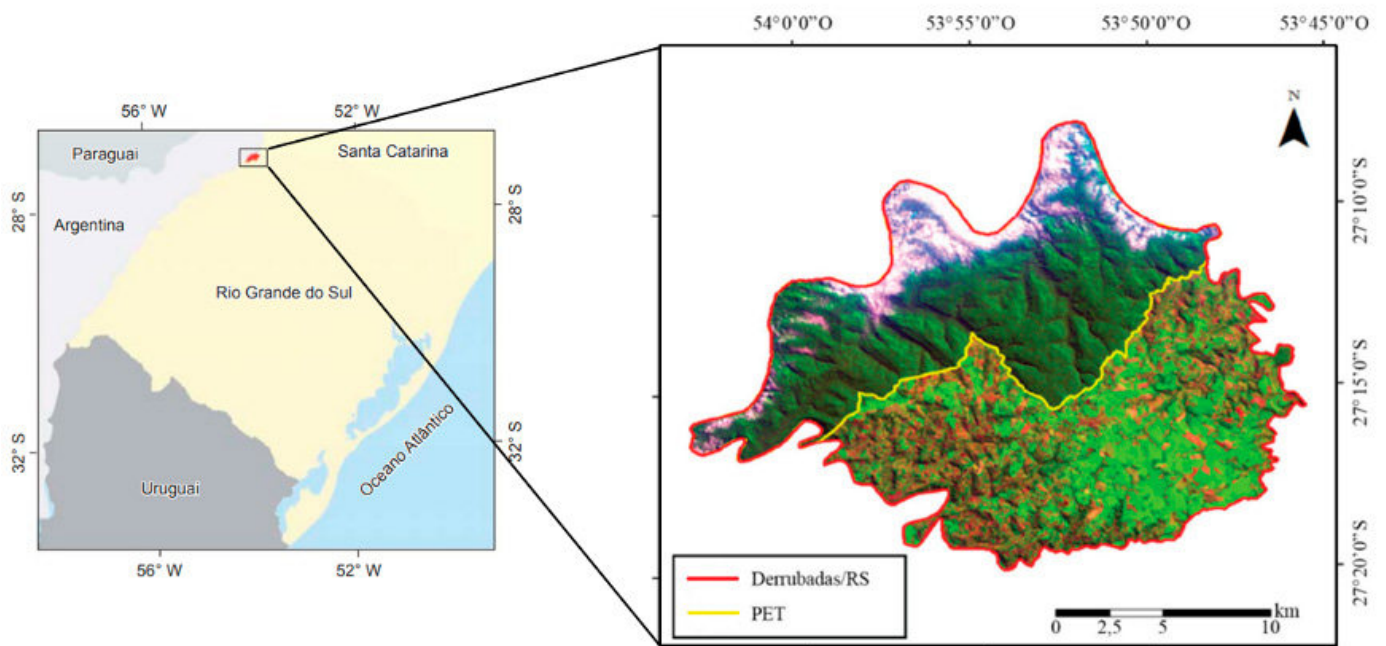 56° W
52° W
Paraguai
Santa Catarina
28° S
28° S
Argentina
Rio Grande do Sul
32° S
32° S
Uruguai
Oceano Atlântico
56° W
52° W
54°0'0"O
53°55'0"O
53°50'0"O
53°45'0"O
N
27°10'0"S
27°15'0"S
27°20'0"S
Derrubadas/RS
PET
km
0 2,5 5 10